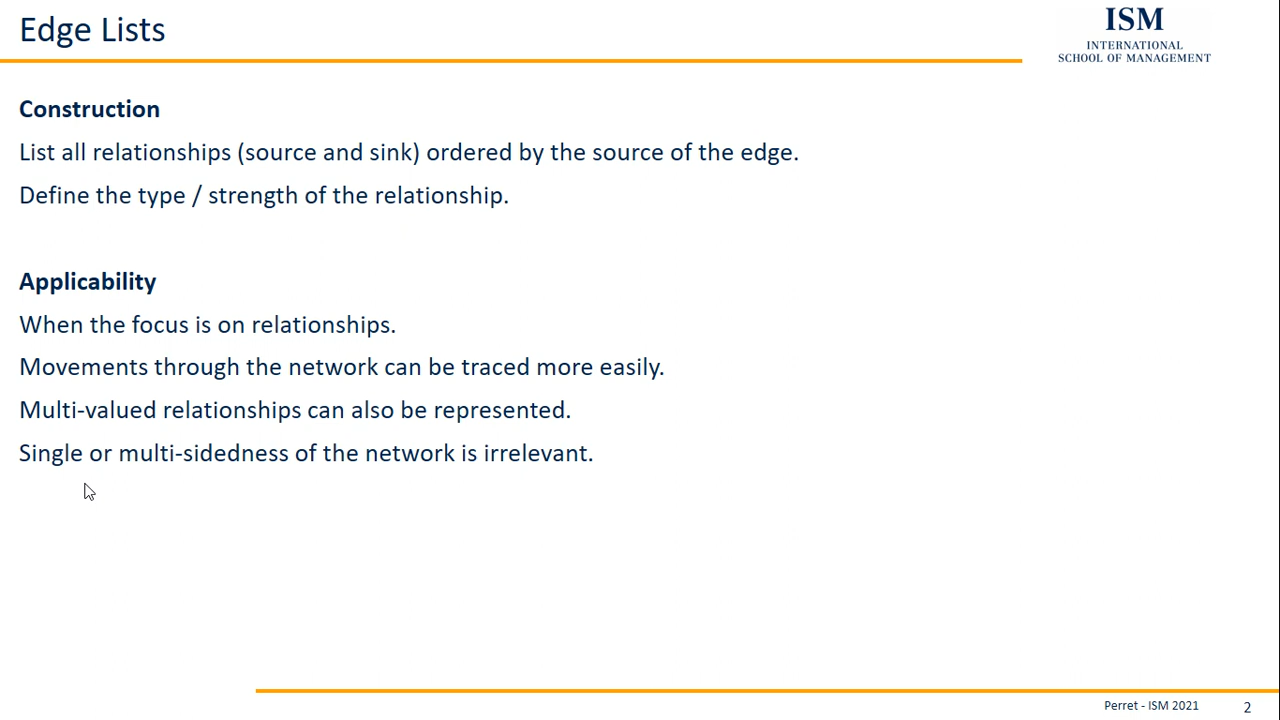 Edge Lists
ISM
INTERNATIONAL
SCHOOL OF MANAGEMENT
Construction
List all relationships (source and sink) ordered by the source of the edge.
Define the type / strength of the relationship.
Applicability
When the focus is on relationships.
Movements through the network can be traced more easily.
Multi-valued relationships can also be represented.
Single or multi-sidedness of the network is irrelevant.
Perret - ISM 2021
2